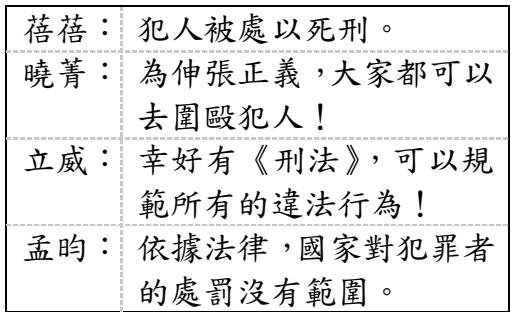 蓓蓓： 犯人被處以死刑。
曉菁： 為伸張正義，大家都可以
去圍毆犯人！
立威： 幸好有《刑法》，可以規
範所有的違法行為！
孟昀： 依據法律，國家對犯罪者
的處罰沒有範圍。